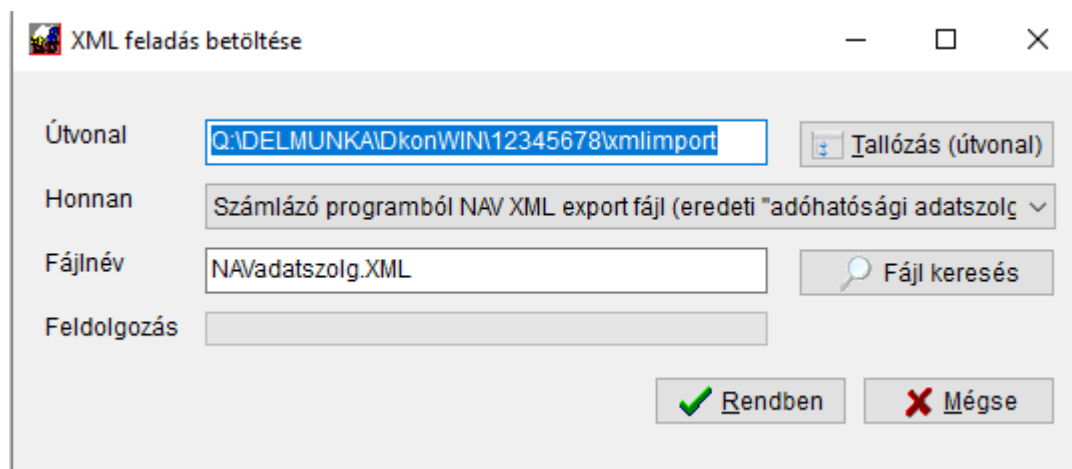 XML feladás betöltése
Útvonal Q:\DELMUNKA\DkonWIN\12345678\xmlimport Tallózás (útvonal)
Honnan Számlázó programból NAV XML export fájl (eredeti "adóhatósági adatszolg
Fájlnév NAVadatszolg.XML Fájl keresés
Feldolgozás
Rendben Mégse